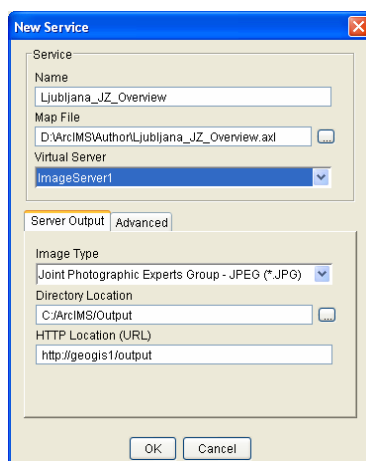 New Service
Service
Name
Ljubljana_JZ_Overview
Map File
D:\ArcIMS\Author\Ljubljana_JZ_Overview.axl
...
Virtual Server
ImageServer1
Server Output
Advanced
Image Type
Joint Photographic Experts Group - JPEG (*.JPG)
Directory Location
C:/ArcIMS/Output
...
HTTP Location (URL)
http://geogis1/output
OK
Cancel